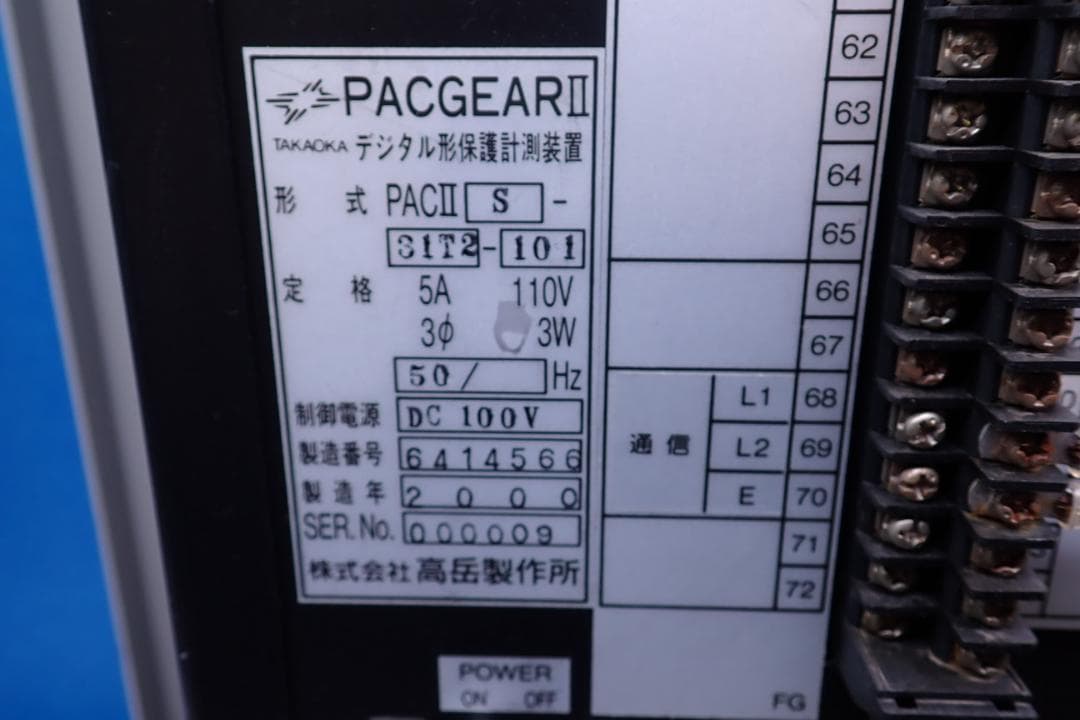 PACGEARⅡ
TAKAOKA デジタル形保護計測装置
形 式 PACⅡ S -
31T2-101
定 格 5A 110V
3φ 3W
50/ Hz
制御電源 DC 100V
製造番号 6414566
製造年 2000
SER.No. 000009
株式会社 高岳製作所
POWER
ON OFF
62
63
64
65
66
67
通信
L1 68
L2 69
E 70
71
72
FG